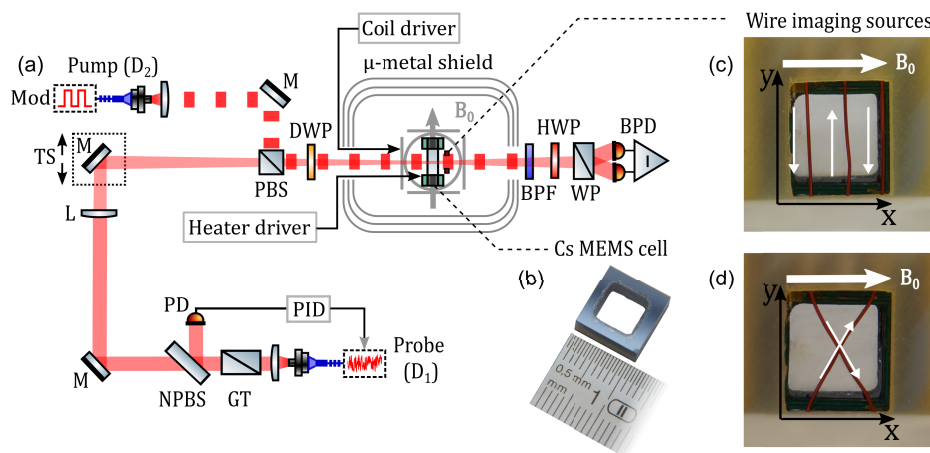 Wire imaging sources
Coil driver
(a)
Pump (D₂)
μ-metal shield
(c)
y
B₀
Mod
M
B₀
TS
M
DWP
HWP
BPD
PBS
BPF
WP
L
Heater driver
x
Cs MEMS cell
(b)
(d)
y
B₀
PD
PID
Probe
(D₁)
M
NPBS
GT
0,5 mm
mm
1
II
x